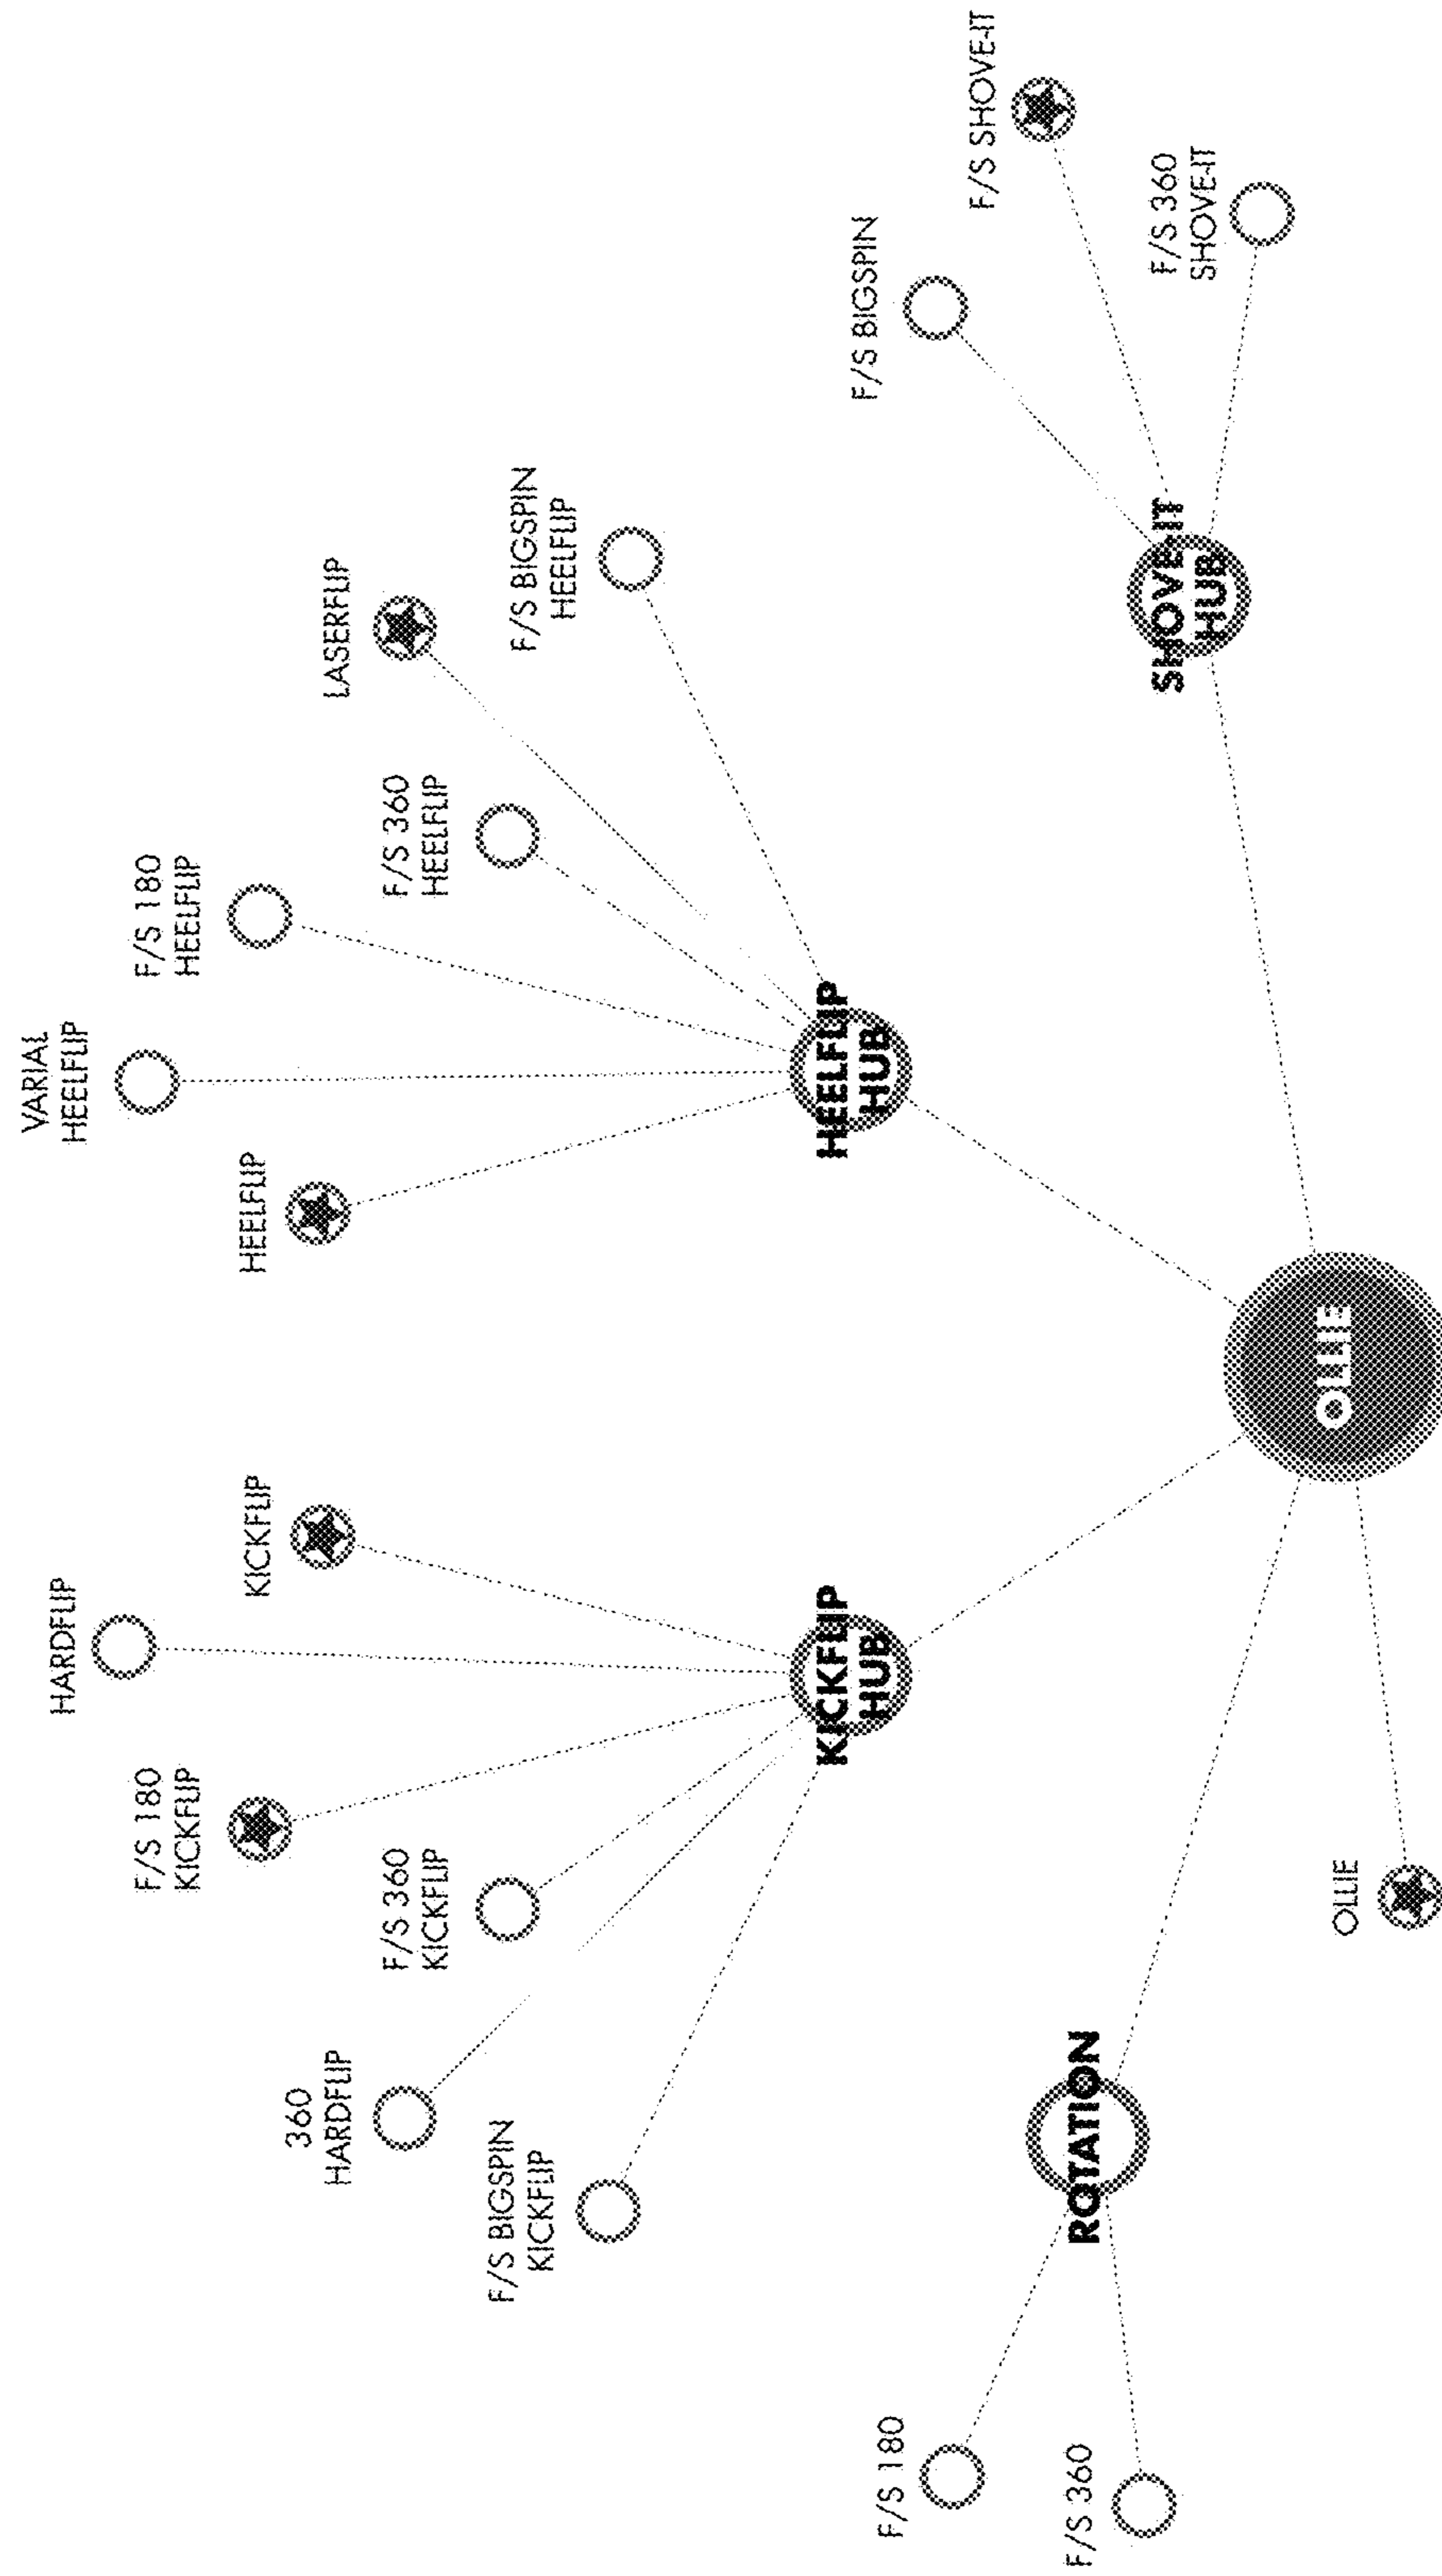 F/S 180
F/S 360
ROTATION
F/S BIGSPIN
KICKFLIP
360
HARDFLIP
F/S 360
KICKFLIP
F/S 180
KICKFLIP
HARDFLIP
KICKFLIP
KICKFLIP
HUB
OLLIE
OLLIE
HEELFLIP
VARIAL
HEELFLIP
F/S 180
HEELFLIP
F/S 360
HEELFLIP
LASERFLIP
F/S BIGSPIN
HEELFLIP
HEELFLIP
HUB
F/S BIGSPIN
F/S SHOVE-IT
F/S 360
SHOVE-IT
SHOVE-IT
HUB